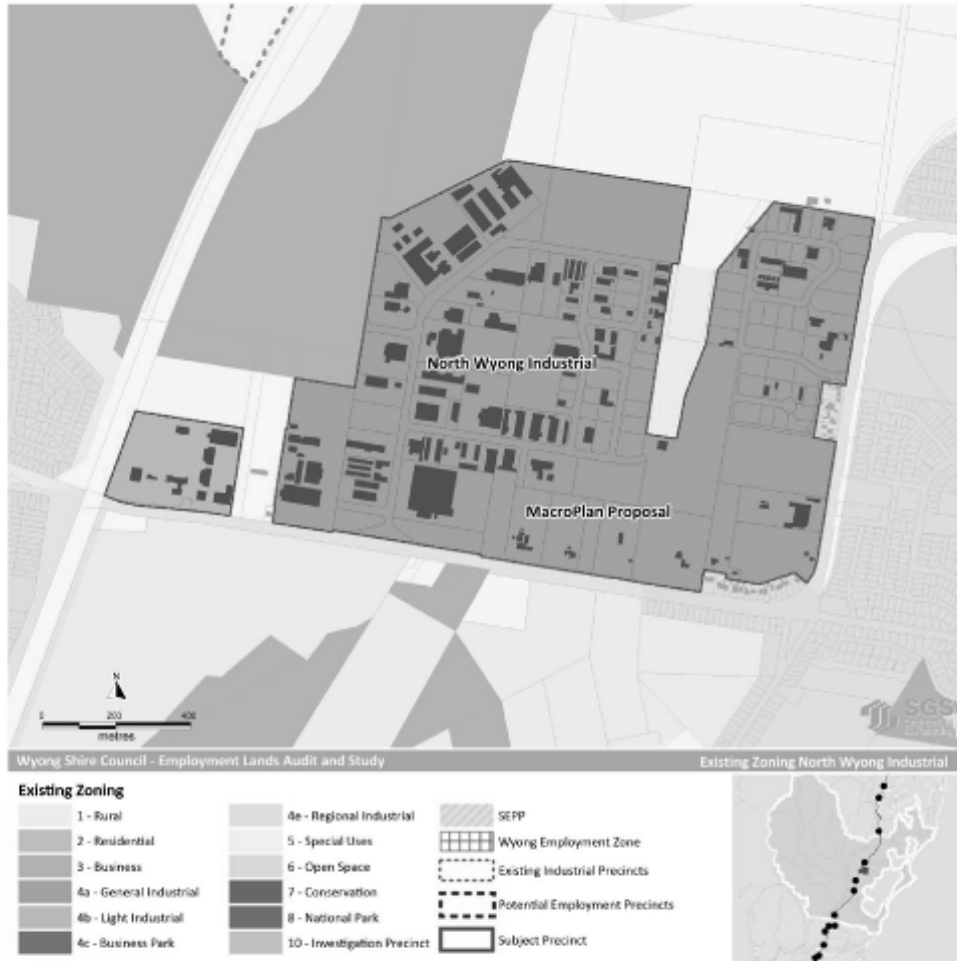 North Wyong Industrial
MacroPlan Proposal
N
0 200 400
metres
SGS
Wyong Shire Council - Employment Lands Audit and Study
Existing Zoning North Wyong Industrial
Existing Zoning
1 - Rural
2 - Residential
3 - Business
4a - General Industrial
4b - Light Industrial
4c - Business Park
4e - Regional Industrial
5 - Special Uses
6 - Open Space
7 - Conservation
8 - National Park
10 - Investigation Precinct
SEPP
Wyong Employment Zone
Existing Industrial Precincts
Potential Employment Precincts
Subject Precinct